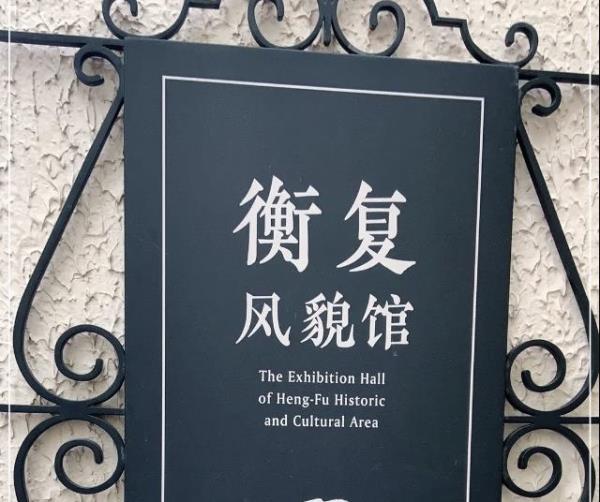 衡复
风貌馆
The Exhibition Hall
of Heng-Fu Historic
and Cultural Area